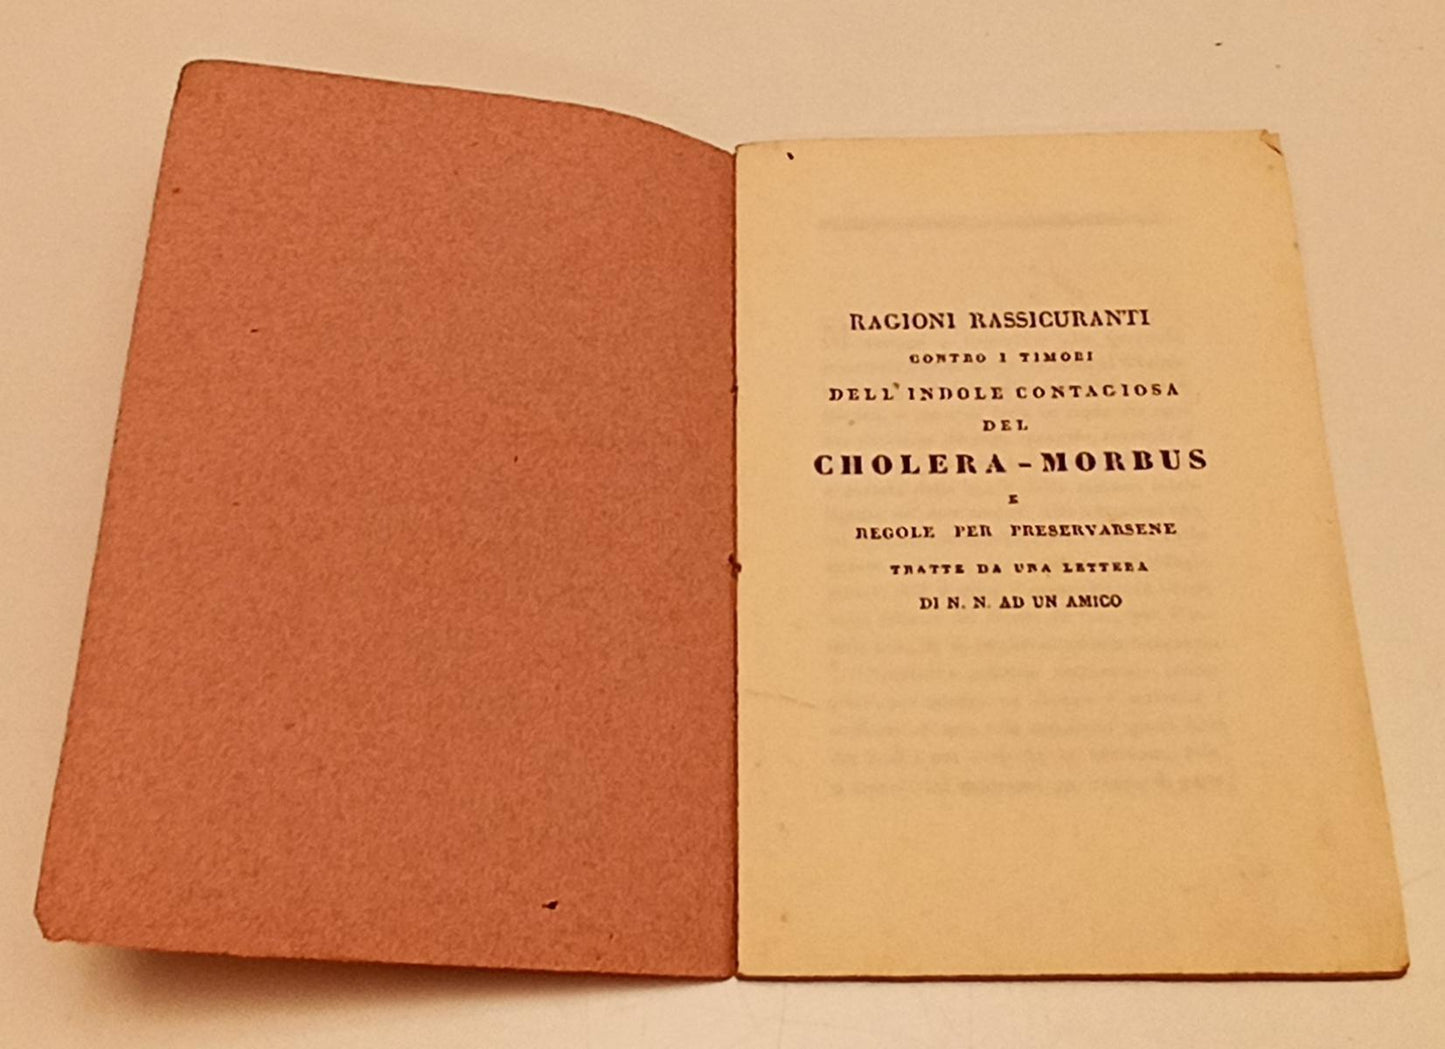 RAGIONI RASSICURANTI
CONTRO I TIMORI
DELL'INDOLE CONTAGIOSA
DEL
CHOLERA - MORBUS
E
REGOLE PER PRESERVARSENE
TRATTE DA UNA LETTERA
DI N. N. AD UN AMICO